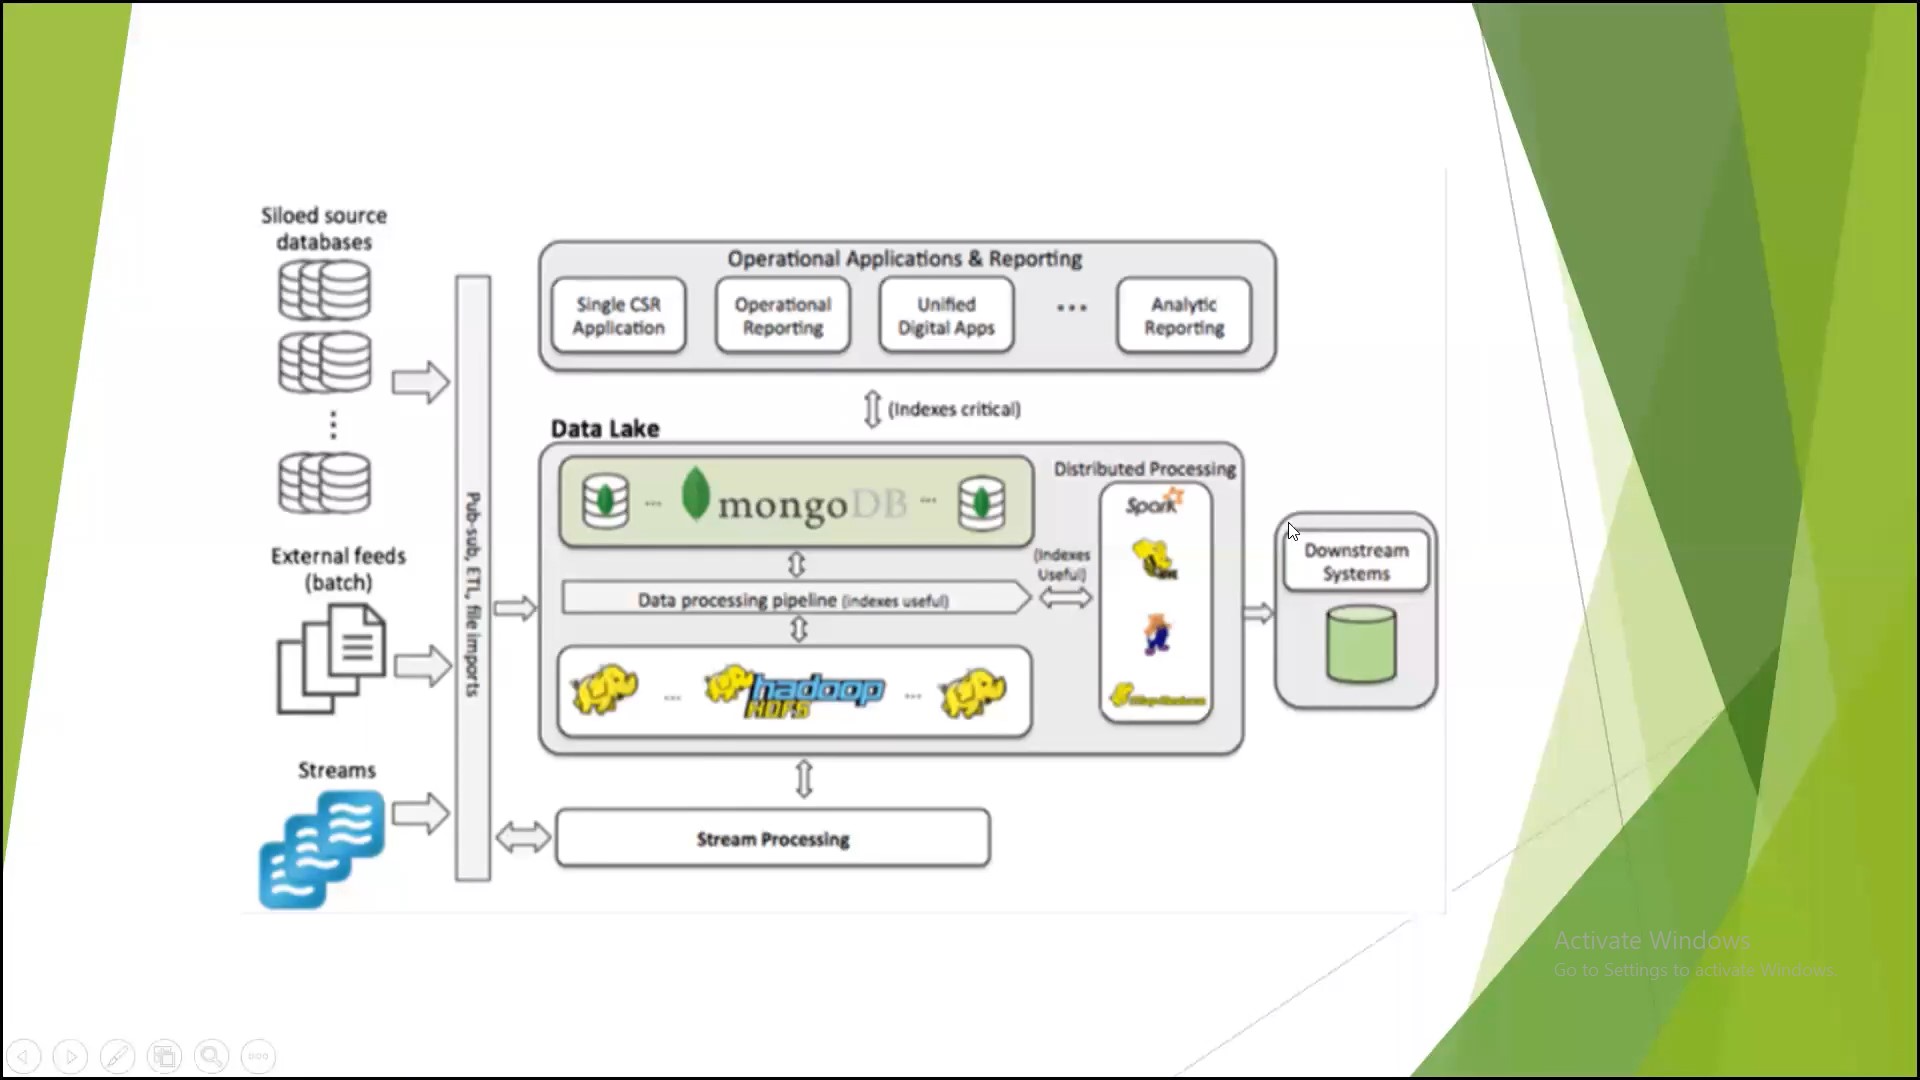 Siloed source
databases
External feeds
(batch)
Streams
Pub-sub, ETL, file imports
Operational Applications & Reporting
Single CSR
Application
Operational
Reporting
Unified
Digital Apps
...
Analytic
Reporting
(Indexes critical)
Data Lake
... mongoDB ...
Data processing pipeline (indexes useful)
... hadoop ...
HDFS
Distributed Processing
Spark
(Indexes
Useful)
Downstream
Systems
Stream Processing
Activate Windows
Go to Settings to activate Windows.